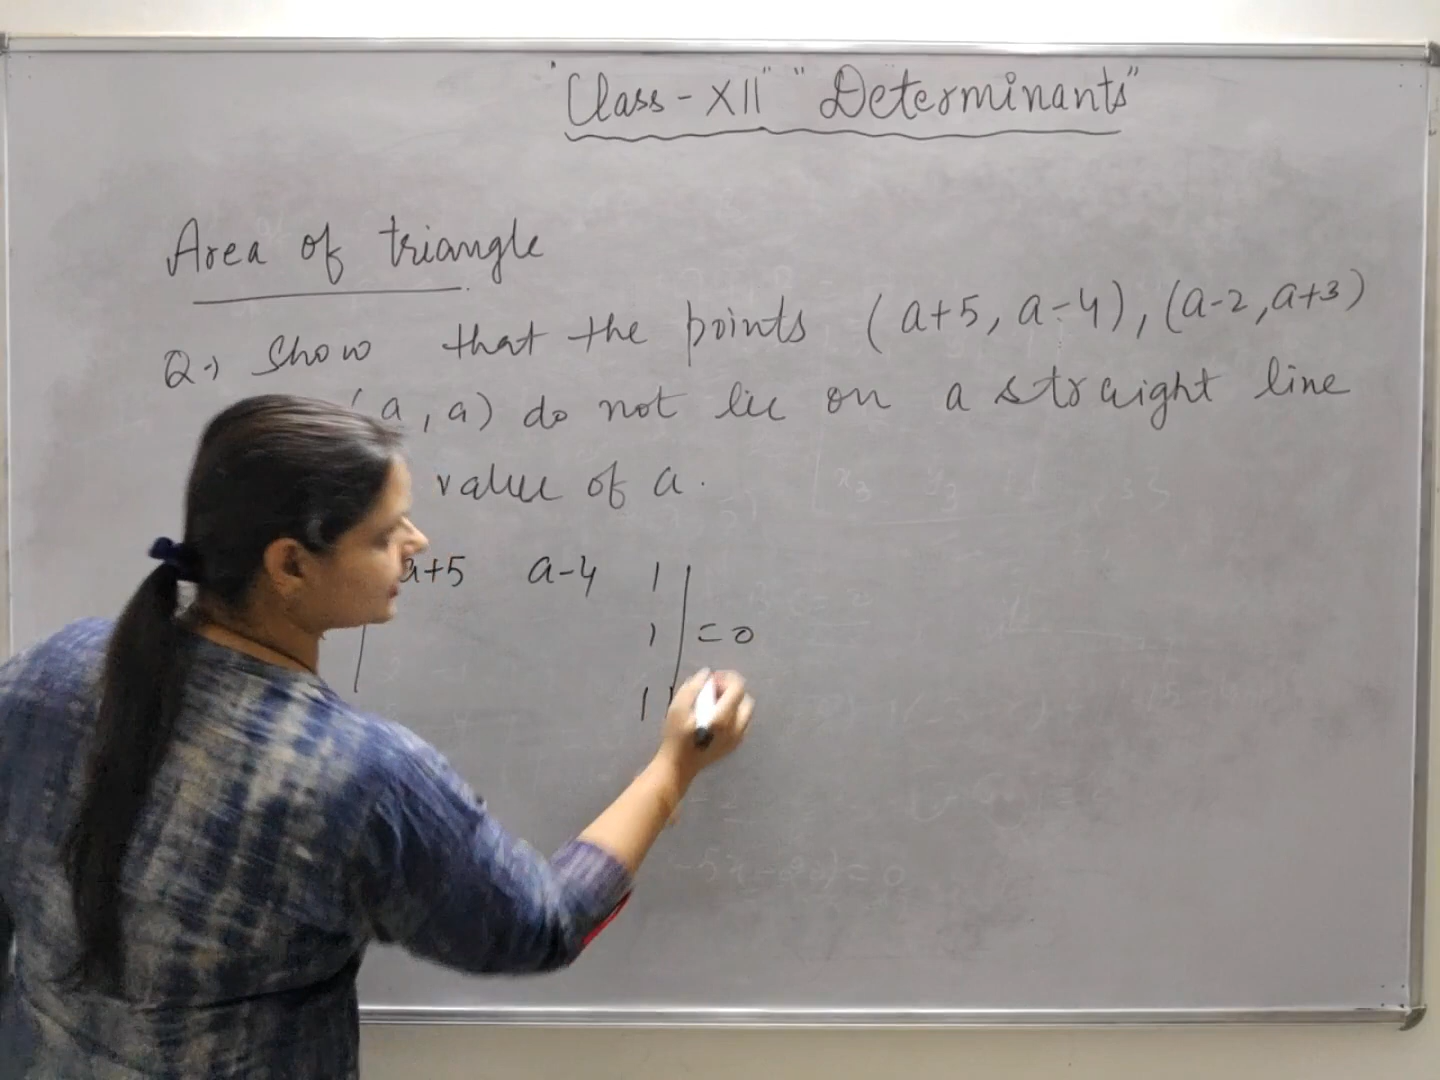 "Class-XII" "Determinants"
Area of triangle
Q→ Show that the points (a+5, a-4), (a-2, a+3)
(a, a) do not lie on a straight line
value of a.
a+5 a-4 1
1 =0
1